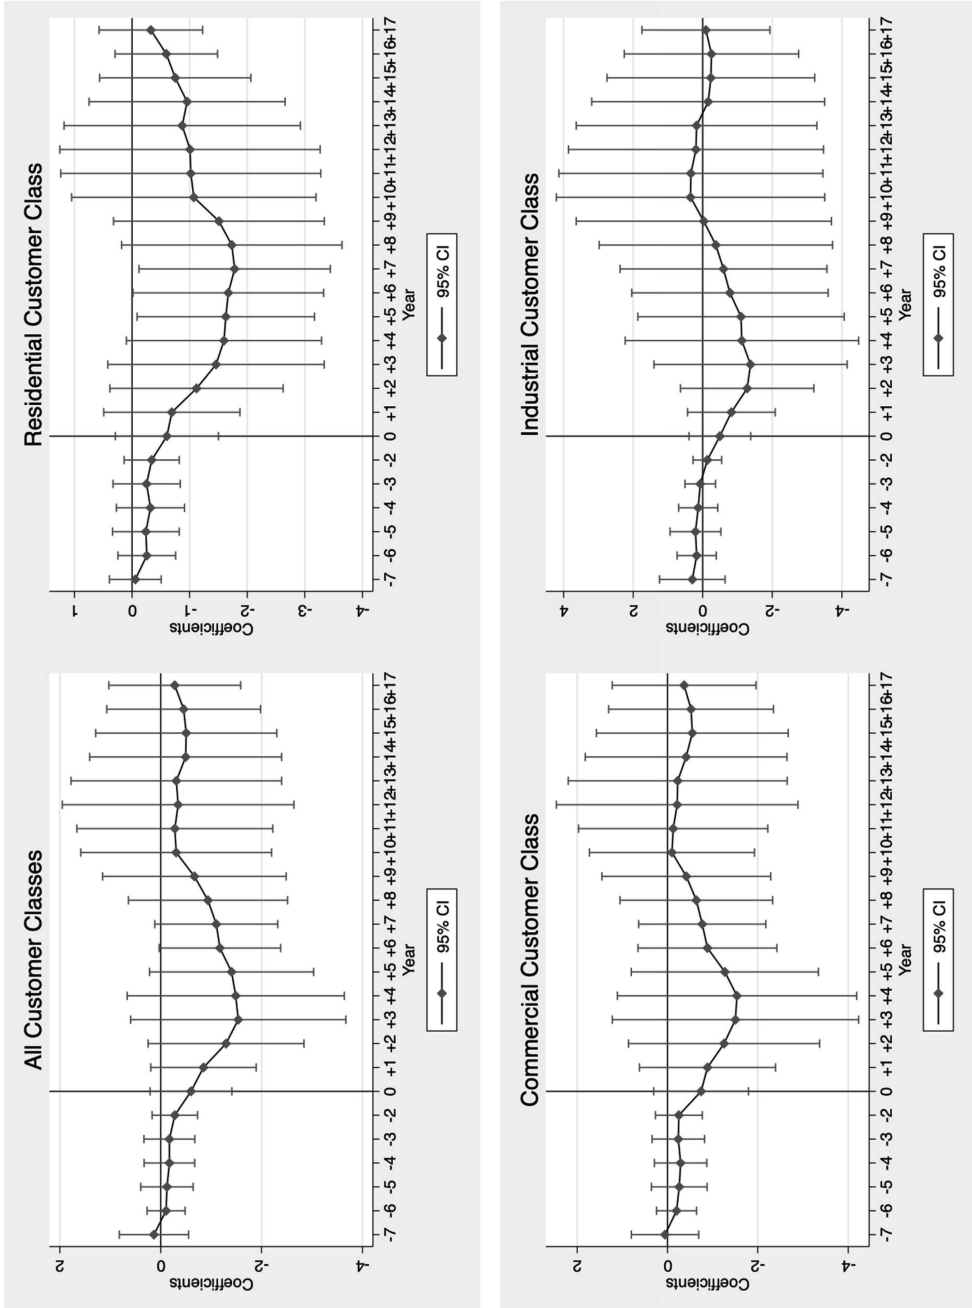 All Customer Classes
Coefficients
2
0
-2
-4
-7 -6 -5 -4 -3 -2 0 +1 +2 +3 +4 +5 +6 +7 +8 +9 +10 +11 +12 +13 +14 +15 +16 +17
Year
95% CI
Residential Customer Class
Coefficients
1
0
-1
-2
-3
-4
-7 -6 -5 -4 -3 -2 0 +1 +2 +3 +4 +5 +6 +7 +8 +9 +10 +11 +12 +13 +14 +15 +16 +17
Year
95% CI
Commercial Customer Class
Coefficients
2
0
-2
-4
-7 -6 -5 -4 -3 -2 0 +1 +2 +3 +4 +5 +6 +7 +8 +9 +10 +11 +12 +13 +14 +15 +16 +17
Year
95% CI
Industrial Customer Class
Coefficients
4
2
0
-2
-4
-7 -6 -5 -4 -3 -2 0 +1 +2 +3 +4 +5 +6 +7 +8 +9 +10 +11 +12 +13 +14 +15 +16 +17
Year
95% CI